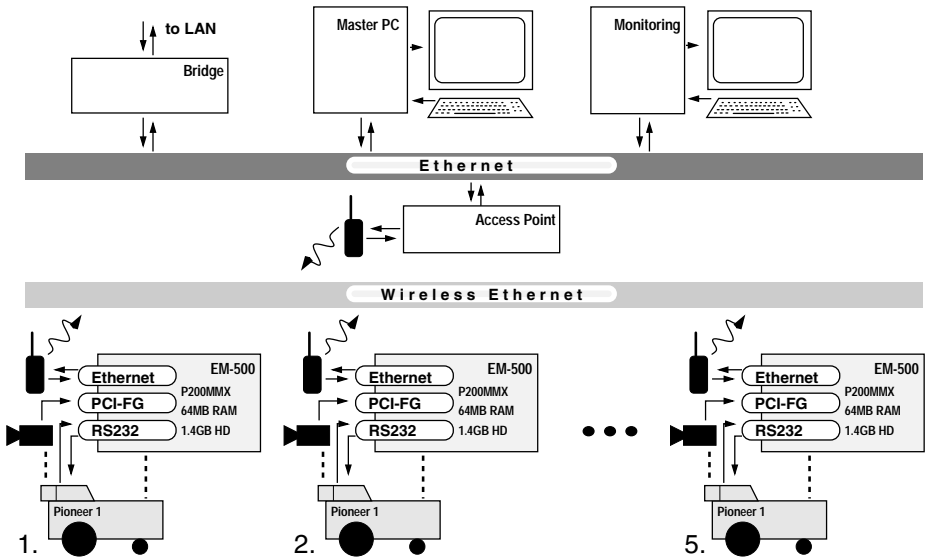 to LAN
Bridge
Master PC
Monitoring
Ethernet
Access Point
Wireless Ethernet
EM-500
Ethernet
P200MMX
PCI-FG
64MB RAM
RS232
1.4GB HD
Pioneer 1
1.
EM-500
Ethernet
P200MMX
PCI-FG
64MB RAM
RS232
1.4GB HD
Pioneer 1
2.
EM-500
Ethernet
P200MMX
PCI-FG
64MB RAM
RS232
1.4GB HD
Pioneer 1
5.